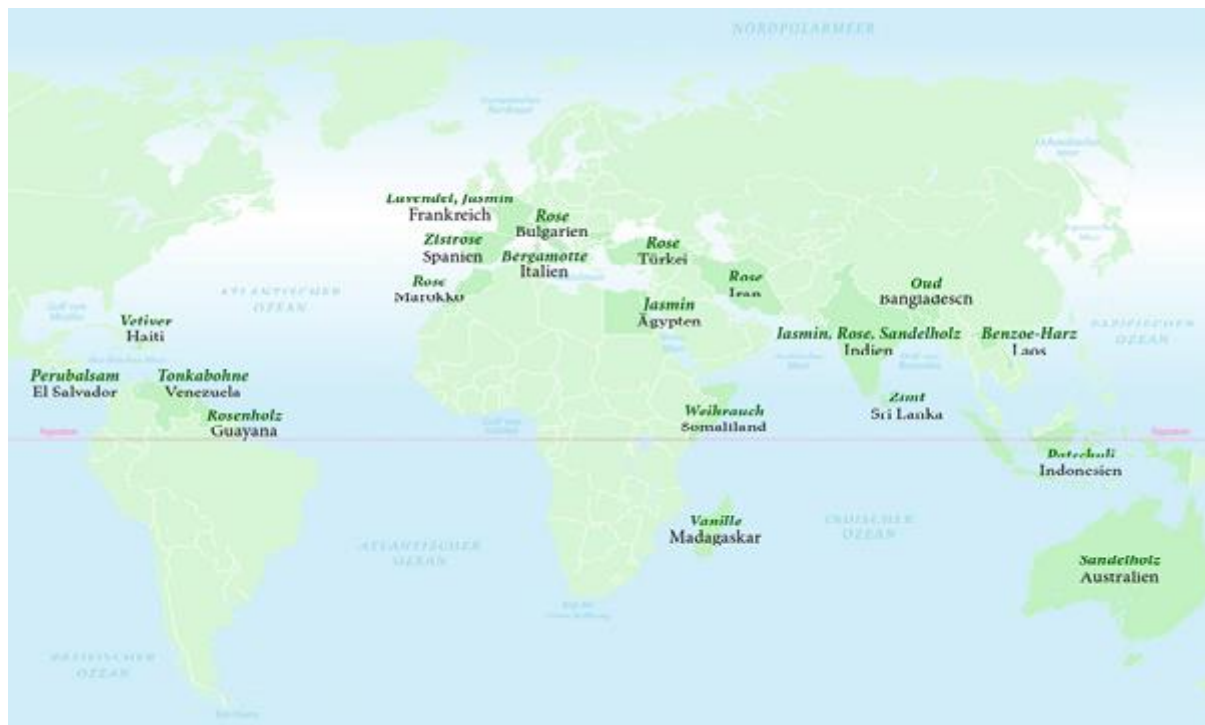 NORDPOLARMEER
Lavendel, Jasmin
Frankreich
Rose
Bulgarien
Zistrose
Spanien
Bergamotte
Italien
Rose
Türkei
Rose
Marokko
Rose
Iran
Oud
Bangladesch
ATLANTISCHER
OZEAN
Jasmin
Ägypten
Vetiver
Haiti
Jasmin, Rose, Sandelholz
Indien
Benzoe-Harz
Laos
PAZIFISCHER
OZEAN
Perubalsam
El Salvador
Tonkabohne
Venezuela
Rosenholz
Guayana
Weihrauch
Somaliland
Zimt
Sri Lanka
Patschuli
Indonesien
Vanille
Madagaskar
INDISCHER
OZEAN
ATLANTISCHER
OZEAN
Sandelholz
Australien
OZEAN